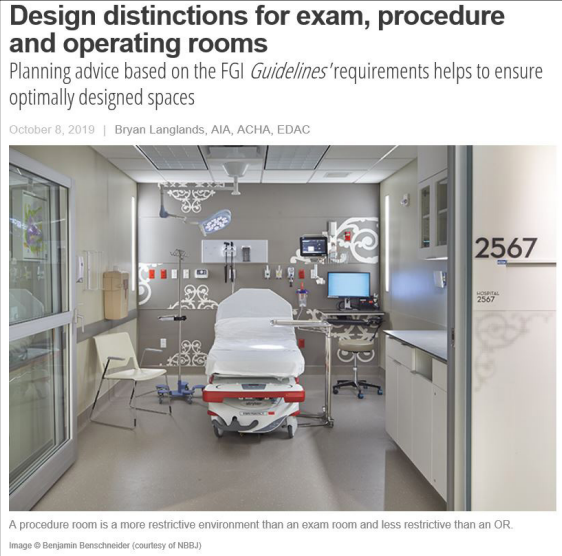 Design distinctions for exam, procedure
and operating rooms
Planning advice based on the FGI Guidelines' requirements helps to ensure
optimally designed spaces
October 8, 2019 | Bryan Langlands, AIA, ACHA, EDAC
2567
HOSPITAL
2567
A procedure room is a more restrictive environment than an exam room and less restrictive than an OR.
Image © Benjamin Benschneider (courtesy of NBBJ)